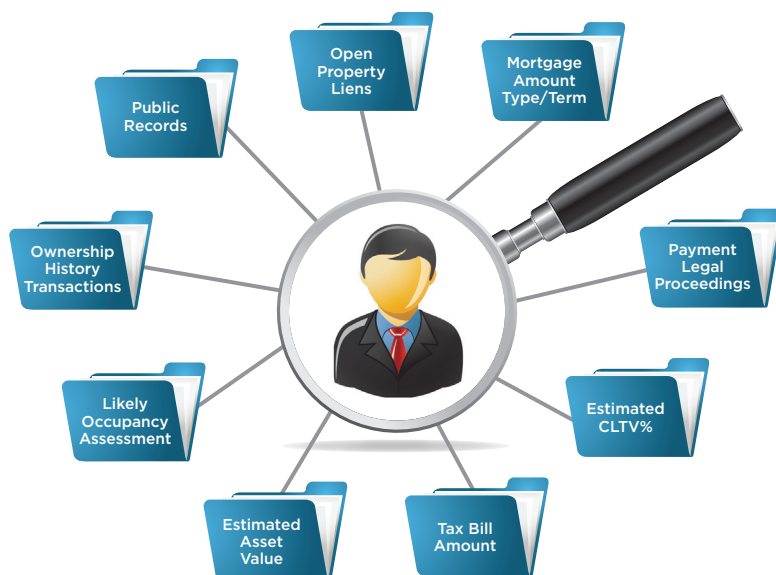 Open
Property
Liens
Mortgage
Amount
Type/Term
Public
Records
Ownership
History
Transactions
Payment
Legal
Proceedings
Likely
Occupancy
Assessment
Estimated
CLTV%
Estimated
Asset
Value
Tax Bill
Amount